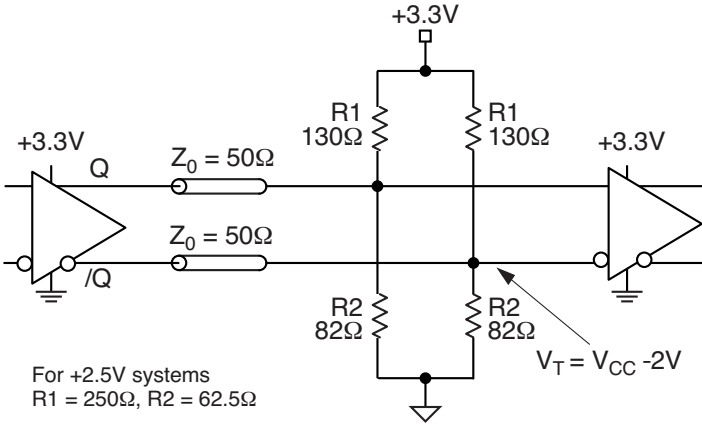 +3.3V
R1
130Ω
R1
130Ω
+3.3V
Q
Z0 = 50Ω
+3.3V
Z0 = 50Ω
/Q
R2
82Ω
R2
82Ω
VT = VCC -2V
For +2.5V systems
R1 = 250Ω, R2 = 62.5Ω